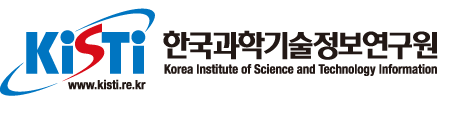 KiSTi
www.kisti.re.kr
한국과학기술정보연구원
Korea Institute of Science and Technology Information